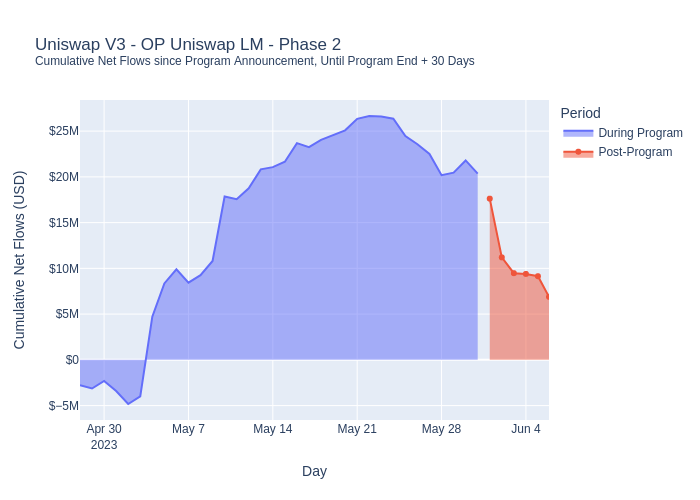 Uniswap V3 - OP Uniswap LM - Phase 2
Cumulative Net Flows since Program Announcement, Until Program End + 30 Days
Period
During Program
Post-Program
Cumulative Net Flows (USD)
$25M
$20M
$15M
$10M
$5M
$0
$−5M
Apr 30
2023
May 7
May 14
May 21
May 28
Jun 4
Day